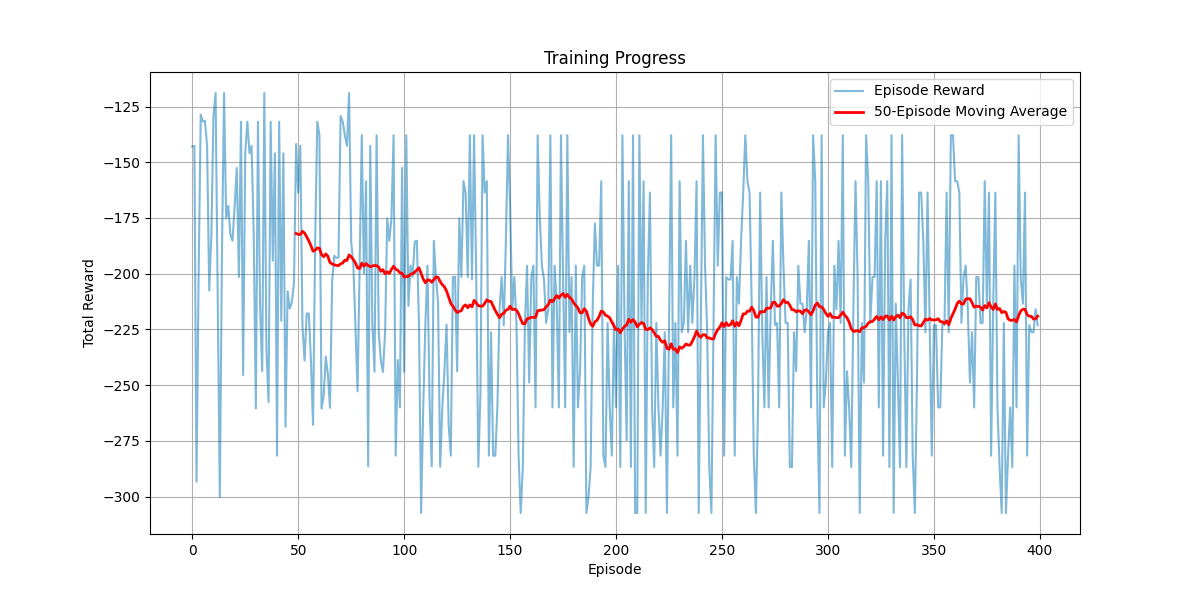 Training Progress
Episode Reward
50-Episode Moving Average
Total Reward
−125
−150
−175
−200
−225
−250
−275
−300
0 50 100 150 200 250 300 350 400
Episode